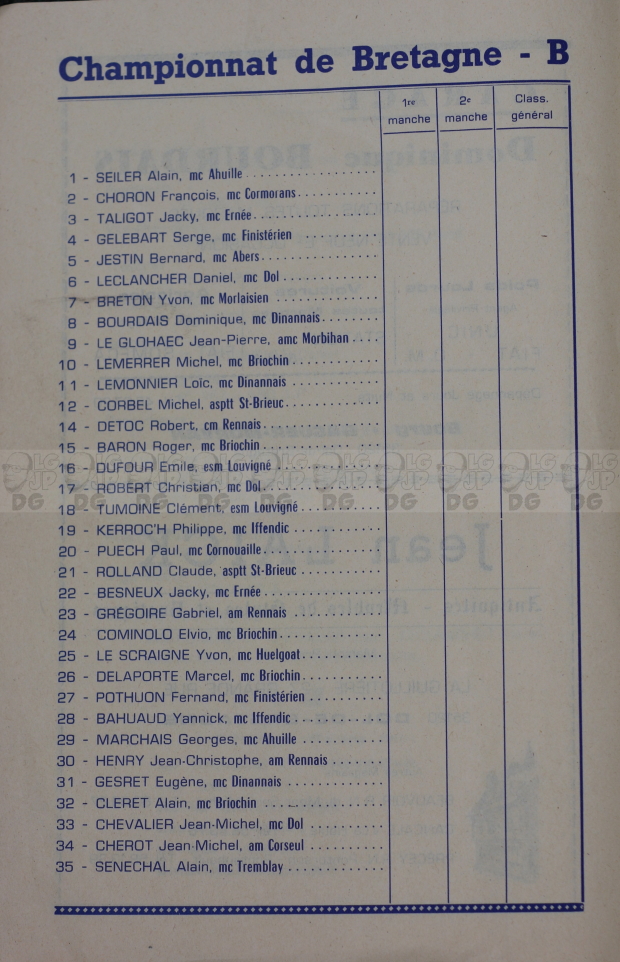 Championnat de Bretagne - B
1re manche
2e manche
Class. général
1 - SEILER Alain, mc Ahuille
2 - CHORON François, mc Cormorans
3 - TALIGOT Jacky, mc Ernée
4 - GELEBART Serge, mc Finistérien
5 - JESTIN Bernard, mc Abers
6 - LECLANCHER Daniel, mc Dol
7 - BRETON Yvon, mc Morlaisien
8 - BOURDAIS Dominique, mc Dinannais
9 - LE GLOHAEC Jean-Pierre, amc Morbihan
10 - LEMERRER Michel, mc Briochin
11 - LEMONNIER Loïc, mc Dinannais
12 - CORBEL Michel, asptt St-Brieuc
14 - DETOC Robert, cm Rennais
15 - BARON Roger, mc Briochin
16 - DUFOUR Emile, esm Louvigné
17 - ROBERT Christian, mc Dol
18 - TUMOINE Clément, esm Louvigné
19 - KERROC'H Philippe, mc Iffendic
20 - PUECH Paul, mc Cornouaille
21 - ROLLAND Claude, asptt St-Brieuc
22 - BESNEUX Jacky, mc Ernée
23 - GRÉGOIRE Gabriel, am Rennais
24 - COMINOLO Elvio, mc Briochin
25 - LE SCRAIGNE Yvon, mc Huelgoat
26 - DELAPORTE Marcel, mc Briochin
27 - POTHUON Fernand, mc Finistérien
28 - BAHUAUD Yannick, mc Iffendic
29 - MARCHAIS Georges, mc Ahuille
30 - HENRY Jean-Christophe, am Rennais
31 - GESRET Eugène, mc Dinannais
32 - CLERET Alain, mc Briochin
33 - CHEVALIER Jean-Michel, mc Dol
34 - CHEROT Jean-Michel, am Corseul
35 - SENECHAL Alain, mc Tremblay